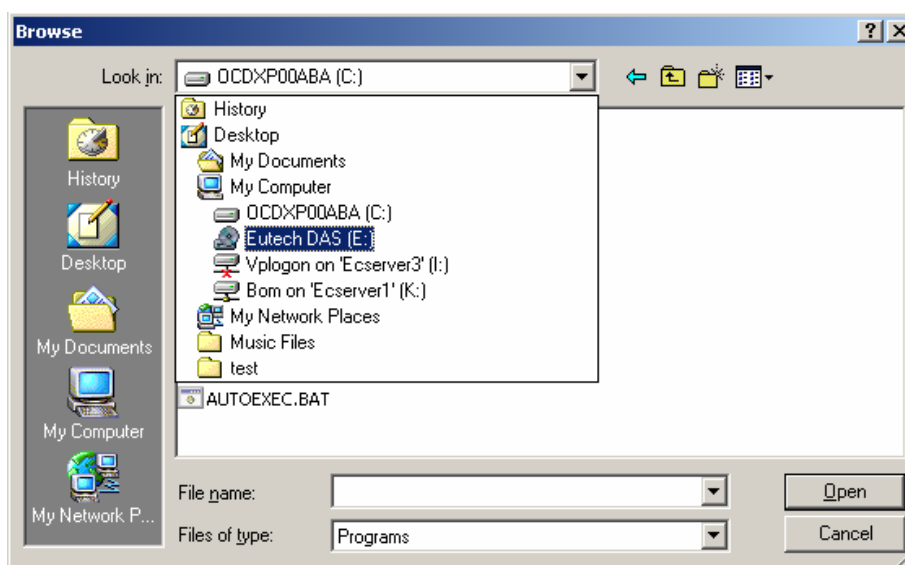 Browse
Look in: OCDXP00ABA (C:)
History
Desktop
My Documents
My Computer
OCDXP00ABA (C:)
Eutech DAS (E:)
Vplogon on 'Ecserver3' (I:)
Bom on 'Ecserver1' (K:)
My Network Places
Music Files
test
AUTOEXEC.BAT
History
Desktop
My Documents
My Computer
My Network P...
File name:
Open
Files of type: Programs
Cancel